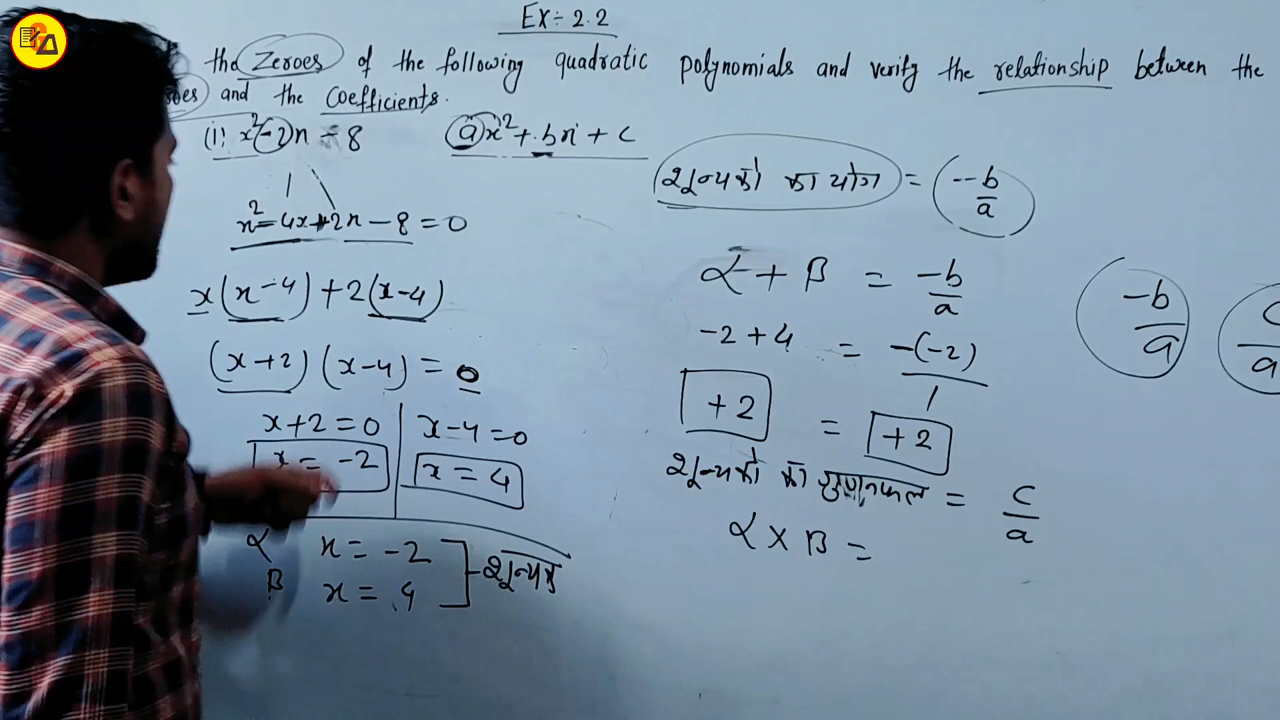 EX÷ 2.2
the Zeroes of the following quadratic polynomials and verify the relationship between the
oes and the coefficients.
(i) x² - 2x - 8
ax² + bx + c
x² - 4x + 2x - 8 = 0
x(x-4) + 2(x-4)
(x+2)(x-4) = 0
x+2=0 x-4=0
x = -2 x = 4
α x = -2
β x = 4
शून्यक
शून्यकों का योग = -b/a
α + β = -b/a
-2+4 = -(-2)/1
+2 = +2
शून्यकों का गुणनफल = c/a
α × β =
-b/a
c/a